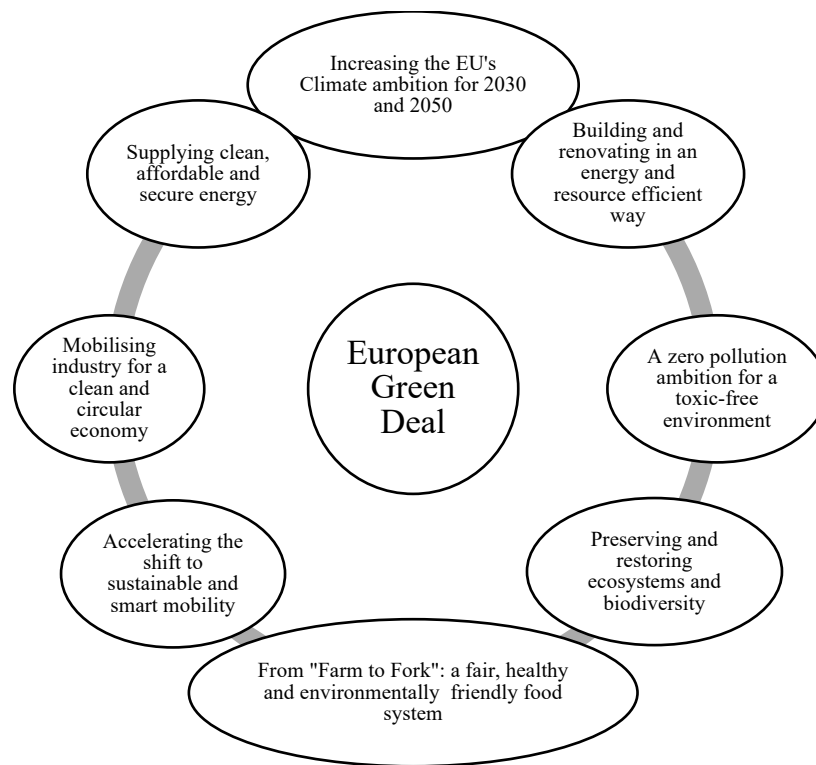 Increasing the EU's
Climate ambition for 2030
and 2050
Building and
renovating in an
energy and
resource efficient
way
A zero pollution
ambition for a
toxic-free
environment
Preserving and
restoring
ecosystems and
biodiversity
From "Farm to Fork": a fair, healthy
and environmentally friendly food
system
Accelerating the
shift to
sustainable and
smart mobility
Mobilising
industry for a
clean and
circular
economy
Supplying clean,
affordable and
secure energy
European
Green
Deal